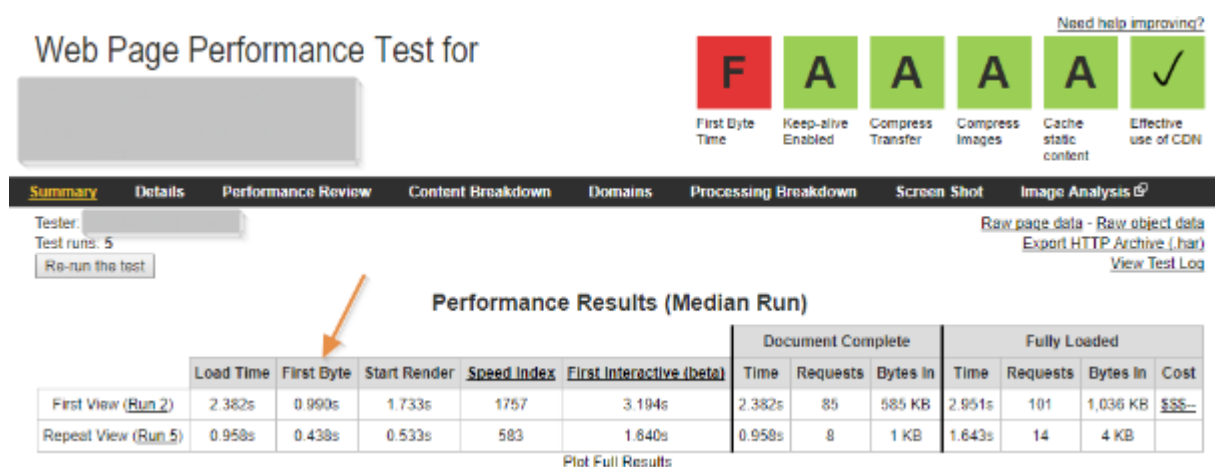 Need help improving?
Web Page Performance Test for
F A A A A ✓
First Byte Time
Keep-alive Enabled
Compress Transfer
Compress Images
Cache static content
Effective use of CDN
Summary Details Performance Review Content Breakdown Domains Processing Breakdown Screen Shot Image Analysis
Tester:
Test runs: 5
Re-run the test
Raw page data - Raw object data
Export HTTP Archive (.har)
View Test Log
Performance Results (Median Run)
Document Complete Fully Loaded
Load Time First Byte Start Render Speed Index First Interactive (beta) Time Requests Bytes In Time Requests Bytes In Cost
First View (Run 2) 2.382s 0.990s 1.733s 1757 3.194s 2.382s 85 585 KB 2.951s 101 1,036 KB $$$--
Repeat View (Run 5) 0.958s 0.438s 0.533s 583 1.640s 0.958s 8 1 KB 1.643s 14 4 KB
Plot Full Results